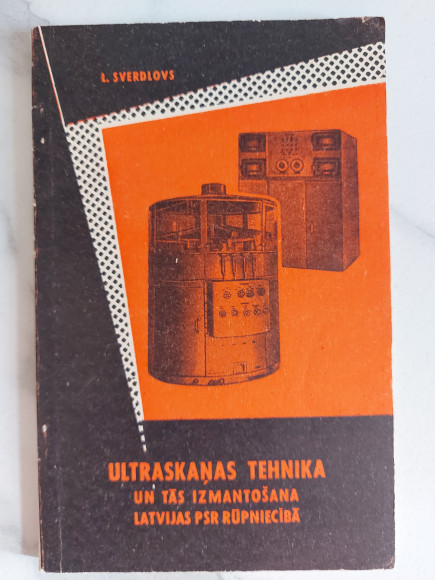 Ļ. SVERDLOVS
ULTRASKAŅAS TEHNIKA
UN TĀS IZMANTOŠANA
LATVIJAS PSR RŪPNIECĪBĀ